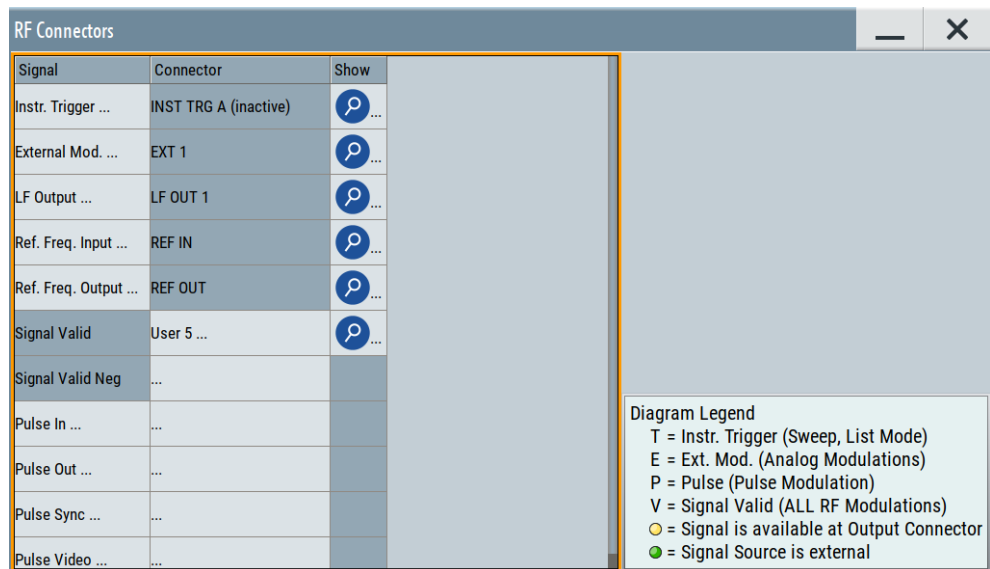 RF Connectors
Signal Connector Show
Instr. Trigger ... INST TRG A (inactive) ...
External Mod. ... EXT 1 ...
LF Output ... LF OUT 1 ...
Ref. Freq. Input ... REF IN ...
Ref. Freq. Output ... REF OUT ...
Signal Valid User 5 ... ...
Signal Valid Neg ...
Pulse In ... ...
Pulse Out ... ...
Pulse Sync ... ...
Pulse Video ... ...
Diagram Legend
T = Instr. Trigger (Sweep, List Mode)
E = Ext. Mod. (Analog Modulations)
P = Pulse (Pulse Modulation)
V = Signal Valid (ALL RF Modulations)
= Signal is available at Output Connector
= Signal Source is external